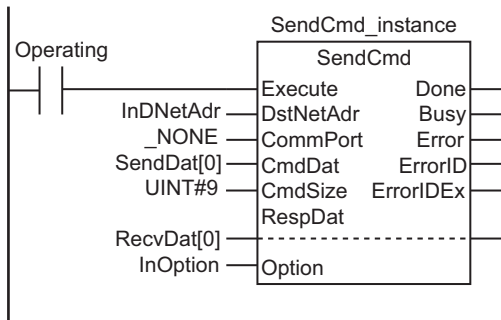 SendCmd_instance
Operating
SendCmd
Execute Done
InDNetAdr DstNetAdr Busy
_NONE CommPort Error
SendDat[0] CmdDat ErrorID
UINT#9 CmdSize ErrorIDEx
RespDat
RecvDat[0]
InOption Option